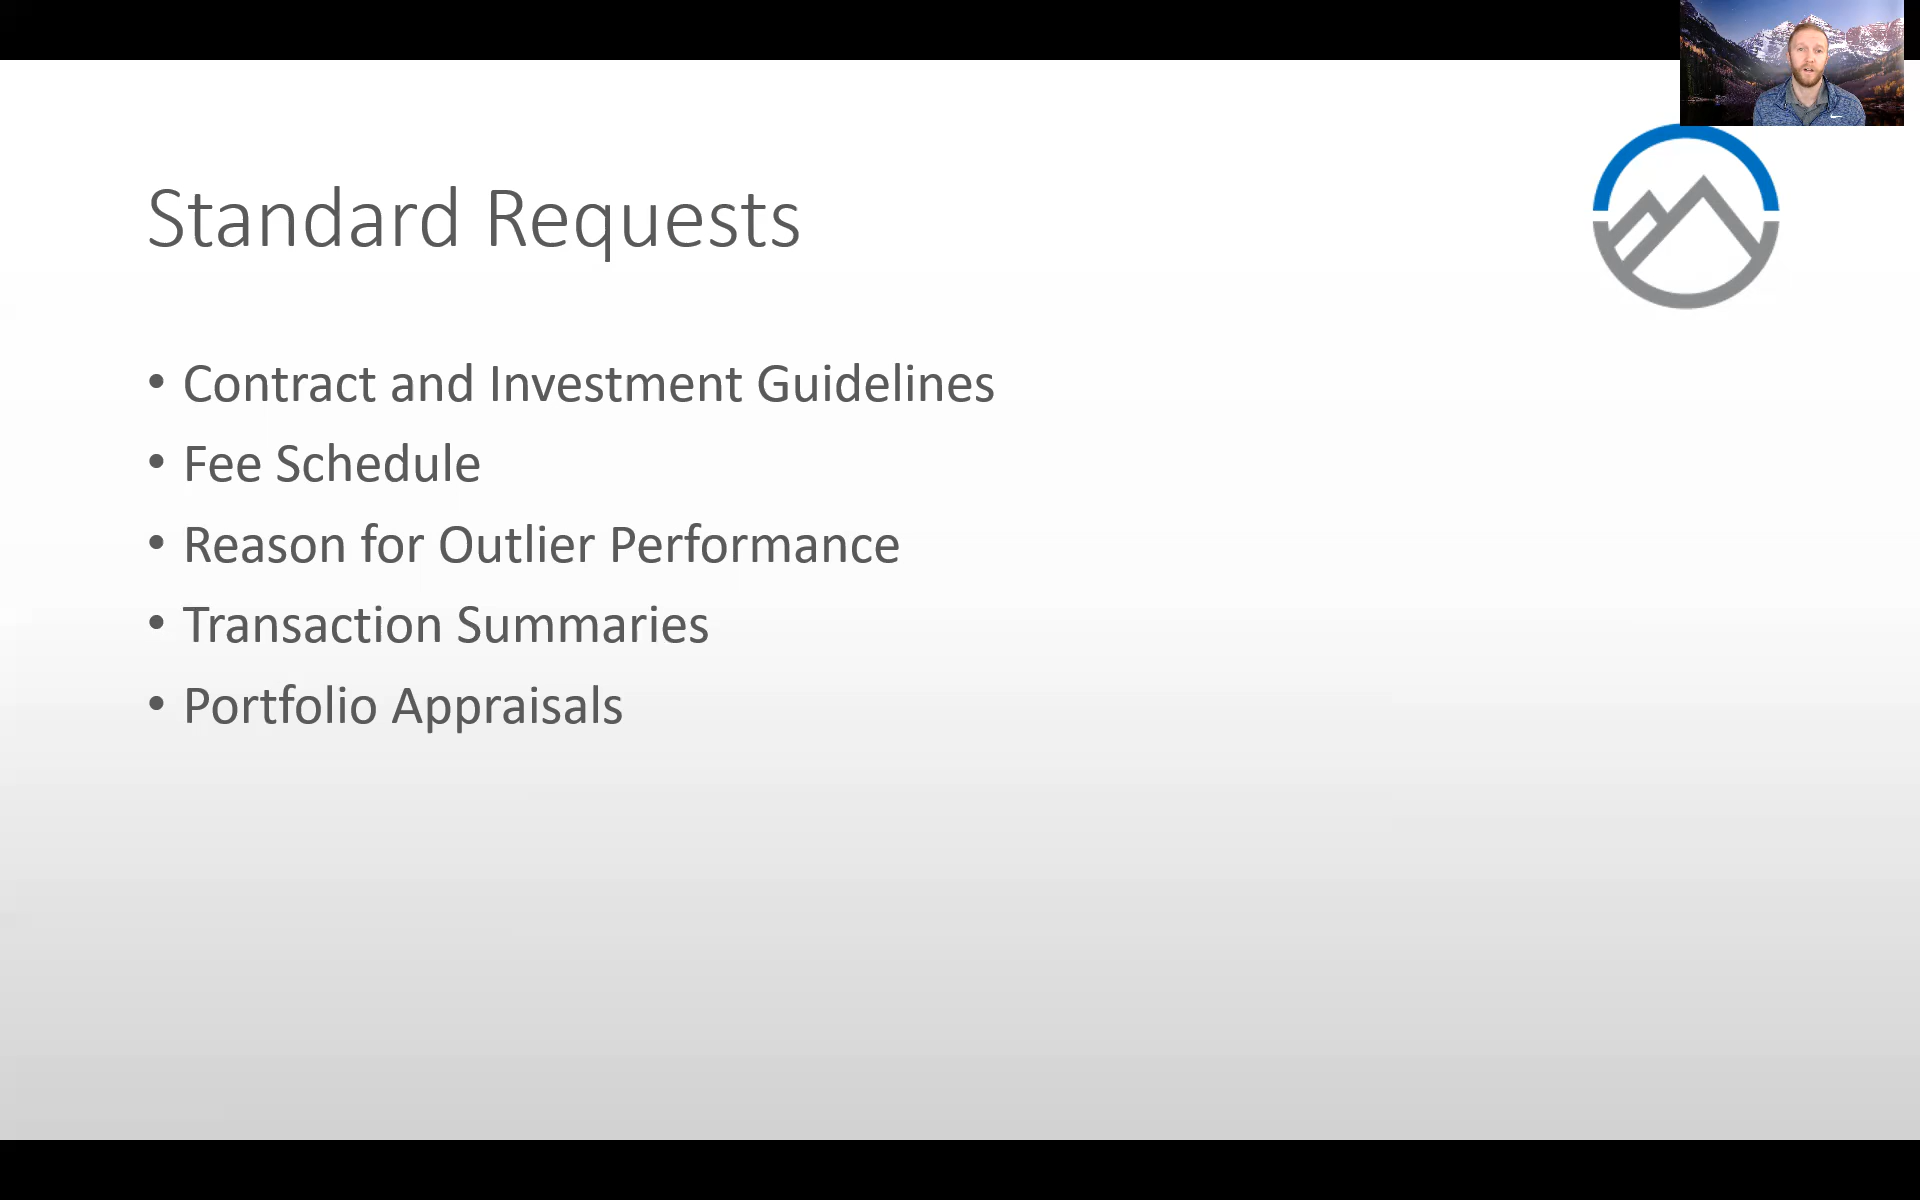 Standard Requests
• Contract and Investment Guidelines
• Fee Schedule
• Reason for Outlier Performance
• Transaction Summaries
• Portfolio Appraisals